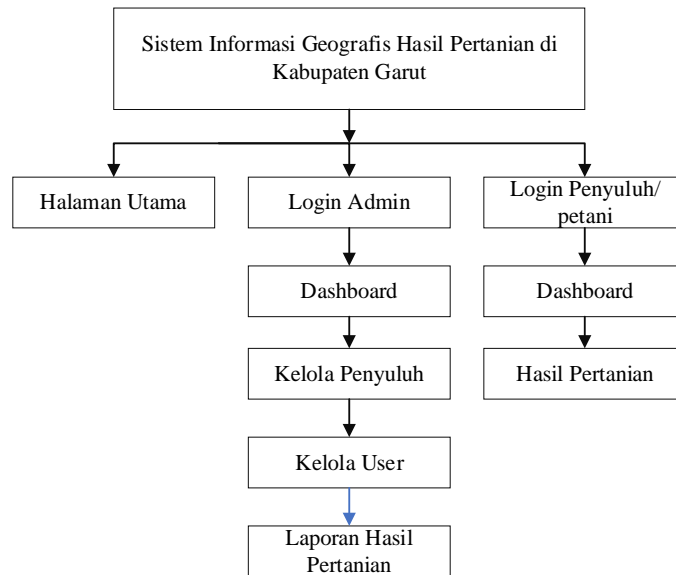 Sistem Informasi Geografis Hasil Pertanian di
Kabupaten Garut
Halaman Utama
Login Admin
Login Penyuluh/
petani
Dashboard
Dashboard
Kelola Penyuluh
Hasil Pertanian
Kelola User
Laporan Hasil
Pertanian